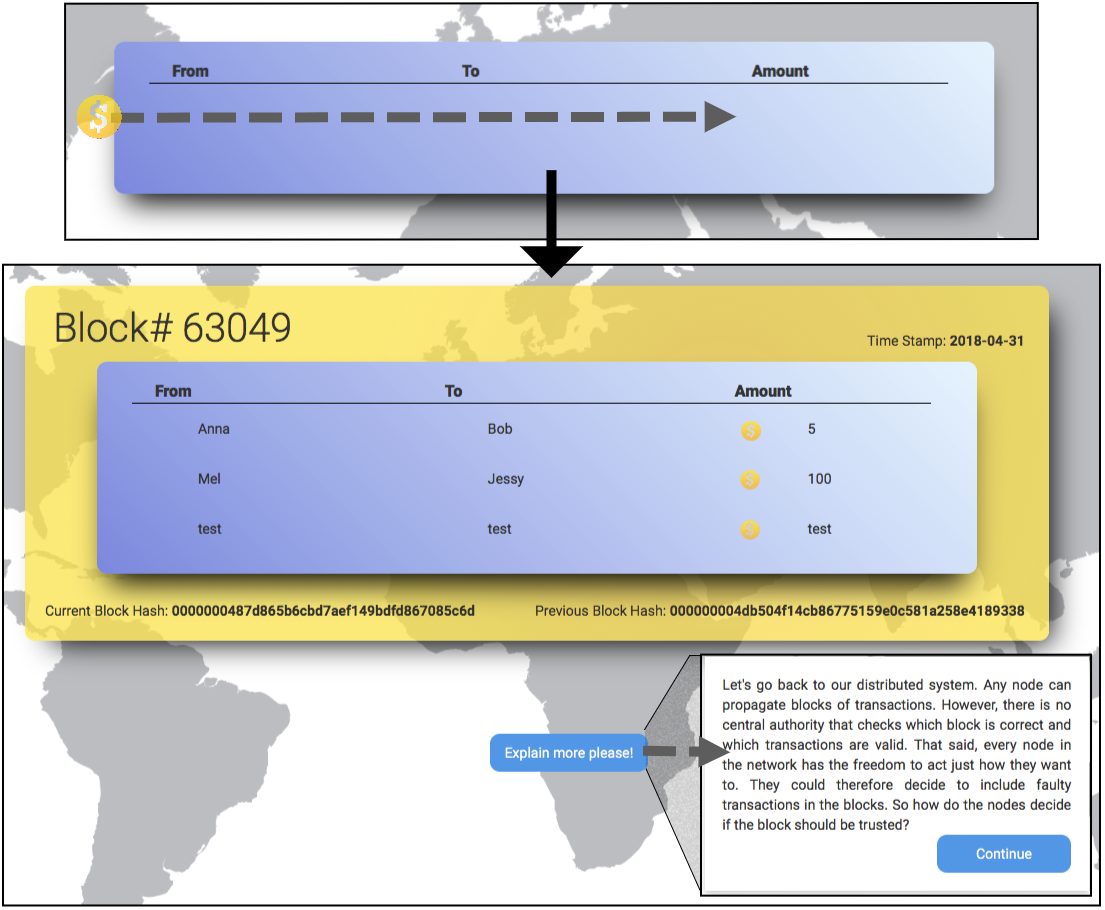 From To Amount
$
Block# 63049
Time Stamp: 2018-04-31
From To Amount
Anna Bob $ 5
Mel Jessy $ 100
test test $ test
Current Block Hash: 0000000487d865b6cbd7aef149bdfd867085c6d Previous Block Hash: 000000004db504f14cb86775159e0c581a258e4189338
Let's go back to our distributed system. Any node can
propagate blocks of transactions. However, there is no
central authority that checks which block is correct and
which transactions are valid. That said, every node in
the network has the freedom to act just how they want
to. They could therefore decide to include faulty
transactions in the blocks. So how do the nodes decide
if the block should be trusted?
Explain more please!
Continue